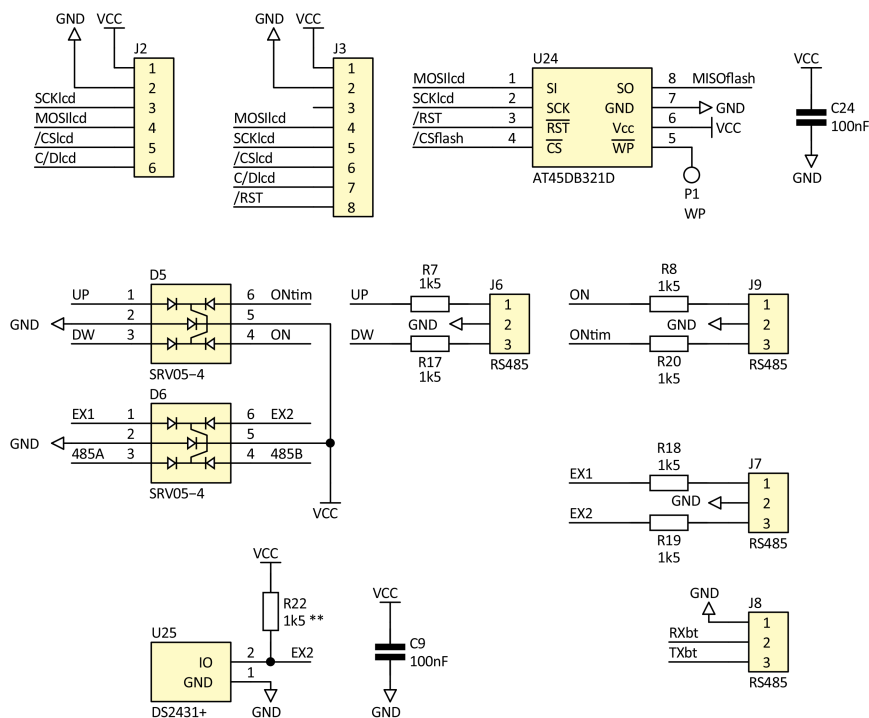 GND VCC
J2
1
2
SCKlcd 3
MOSIlcd 4
/CSlcd 5
C/Dlcd 6
GND VCC
J3
1
2
3
MOSIlcd 4
SCKlcd 5
/CSlcd 6
C/Dlcd 7
/RST 8
U24
MOSIlcd 1 SI SO 8 MISOflash
SCKlcd 2 SCK GND 7 GND
/RST 3 RST Vcc 6 VCC
/CSflash 4 CS WP 5
AT45DB321D
P1
WP
VCC
C24
100nF
GND
D5
UP 1 6 ONtim
GND 2 5
DW 3 4 ON
SRV05-4
D6
EX1 1 6 EX2
GND 2 5
485A 3 4 485B
SRV05-4
VCC
R7
1k5
J6
UP 1
GND 2
DW 3
R17
1k5
RS485
R8
1k5
J9
ON 1
GND 2
ONtim 3
R20
1k5
RS485
R18
1k5
J7
EX1 1
GND 2
EX2 3
R19
1k5
RS485
VCC
R22
1k5 **
U25
IO 2 EX2
GND 1
DS2431+
GND
VCC
C9
100nF
GND
GND
J8
1
RXbt 2
TXbt 3
RS485